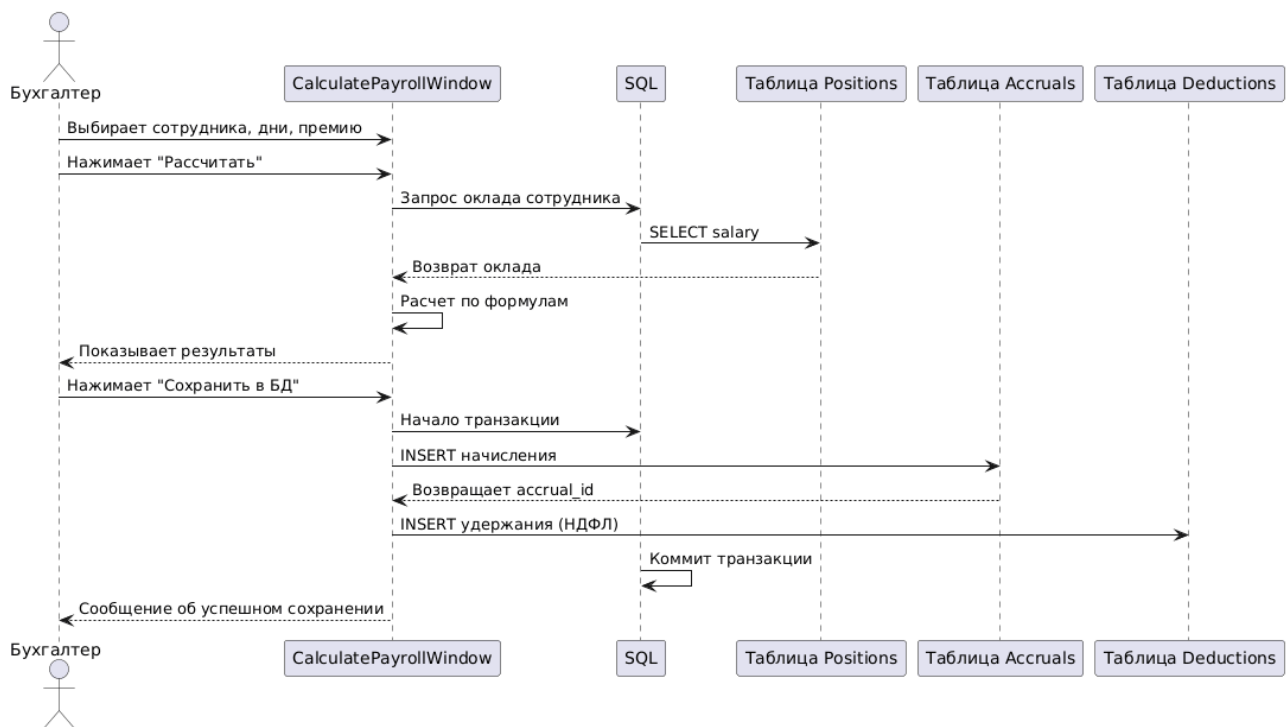 Бухгалтер
CalculatePayrollWindow
SQL
Таблица Positions
Таблица Accruals
Таблица Deductions
Выбирает сотрудника, дни, премию
Нажимает "Рассчитать"
Запрос оклада сотрудника
SELECT salary
Возврат оклада
Расчет по формулам
Показывает результаты
Нажимает "Сохранить в БД"
Начало транзакции
INSERT начисления
Возвращает accrual_id
INSERT удержания (НДФЛ)
Коммит транзакции
Сообщение об успешном сохранении
Бухгалтер
CalculatePayrollWindow
SQL
Таблица Positions
Таблица Accruals
Таблица Deductions